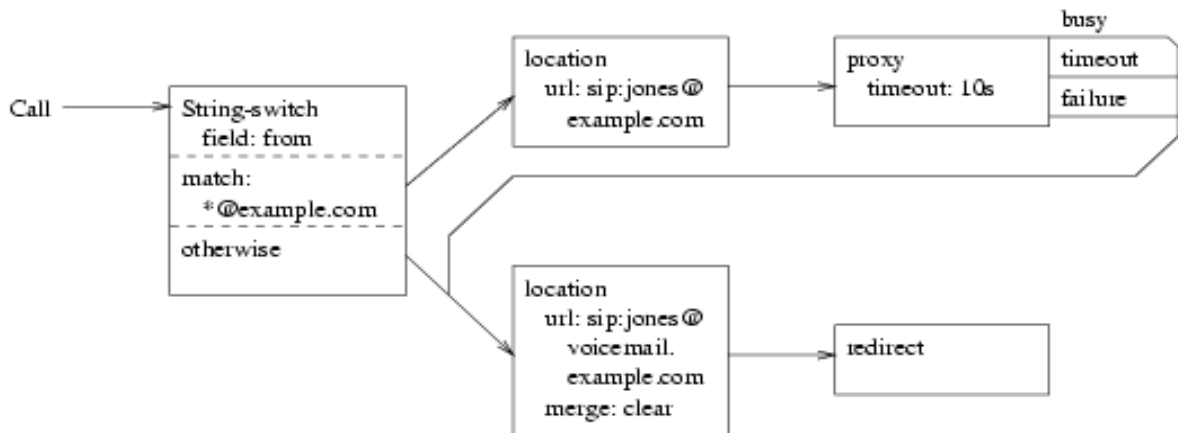 Call
String-switch
field: from
match:
*@example.com
otherwise
location
url: sip:jones@
example.com
proxy
timeout: 10s
busy
timeout
failure
location
url: sip:jones@
voicemail.
example.com
merge: clear
redirect